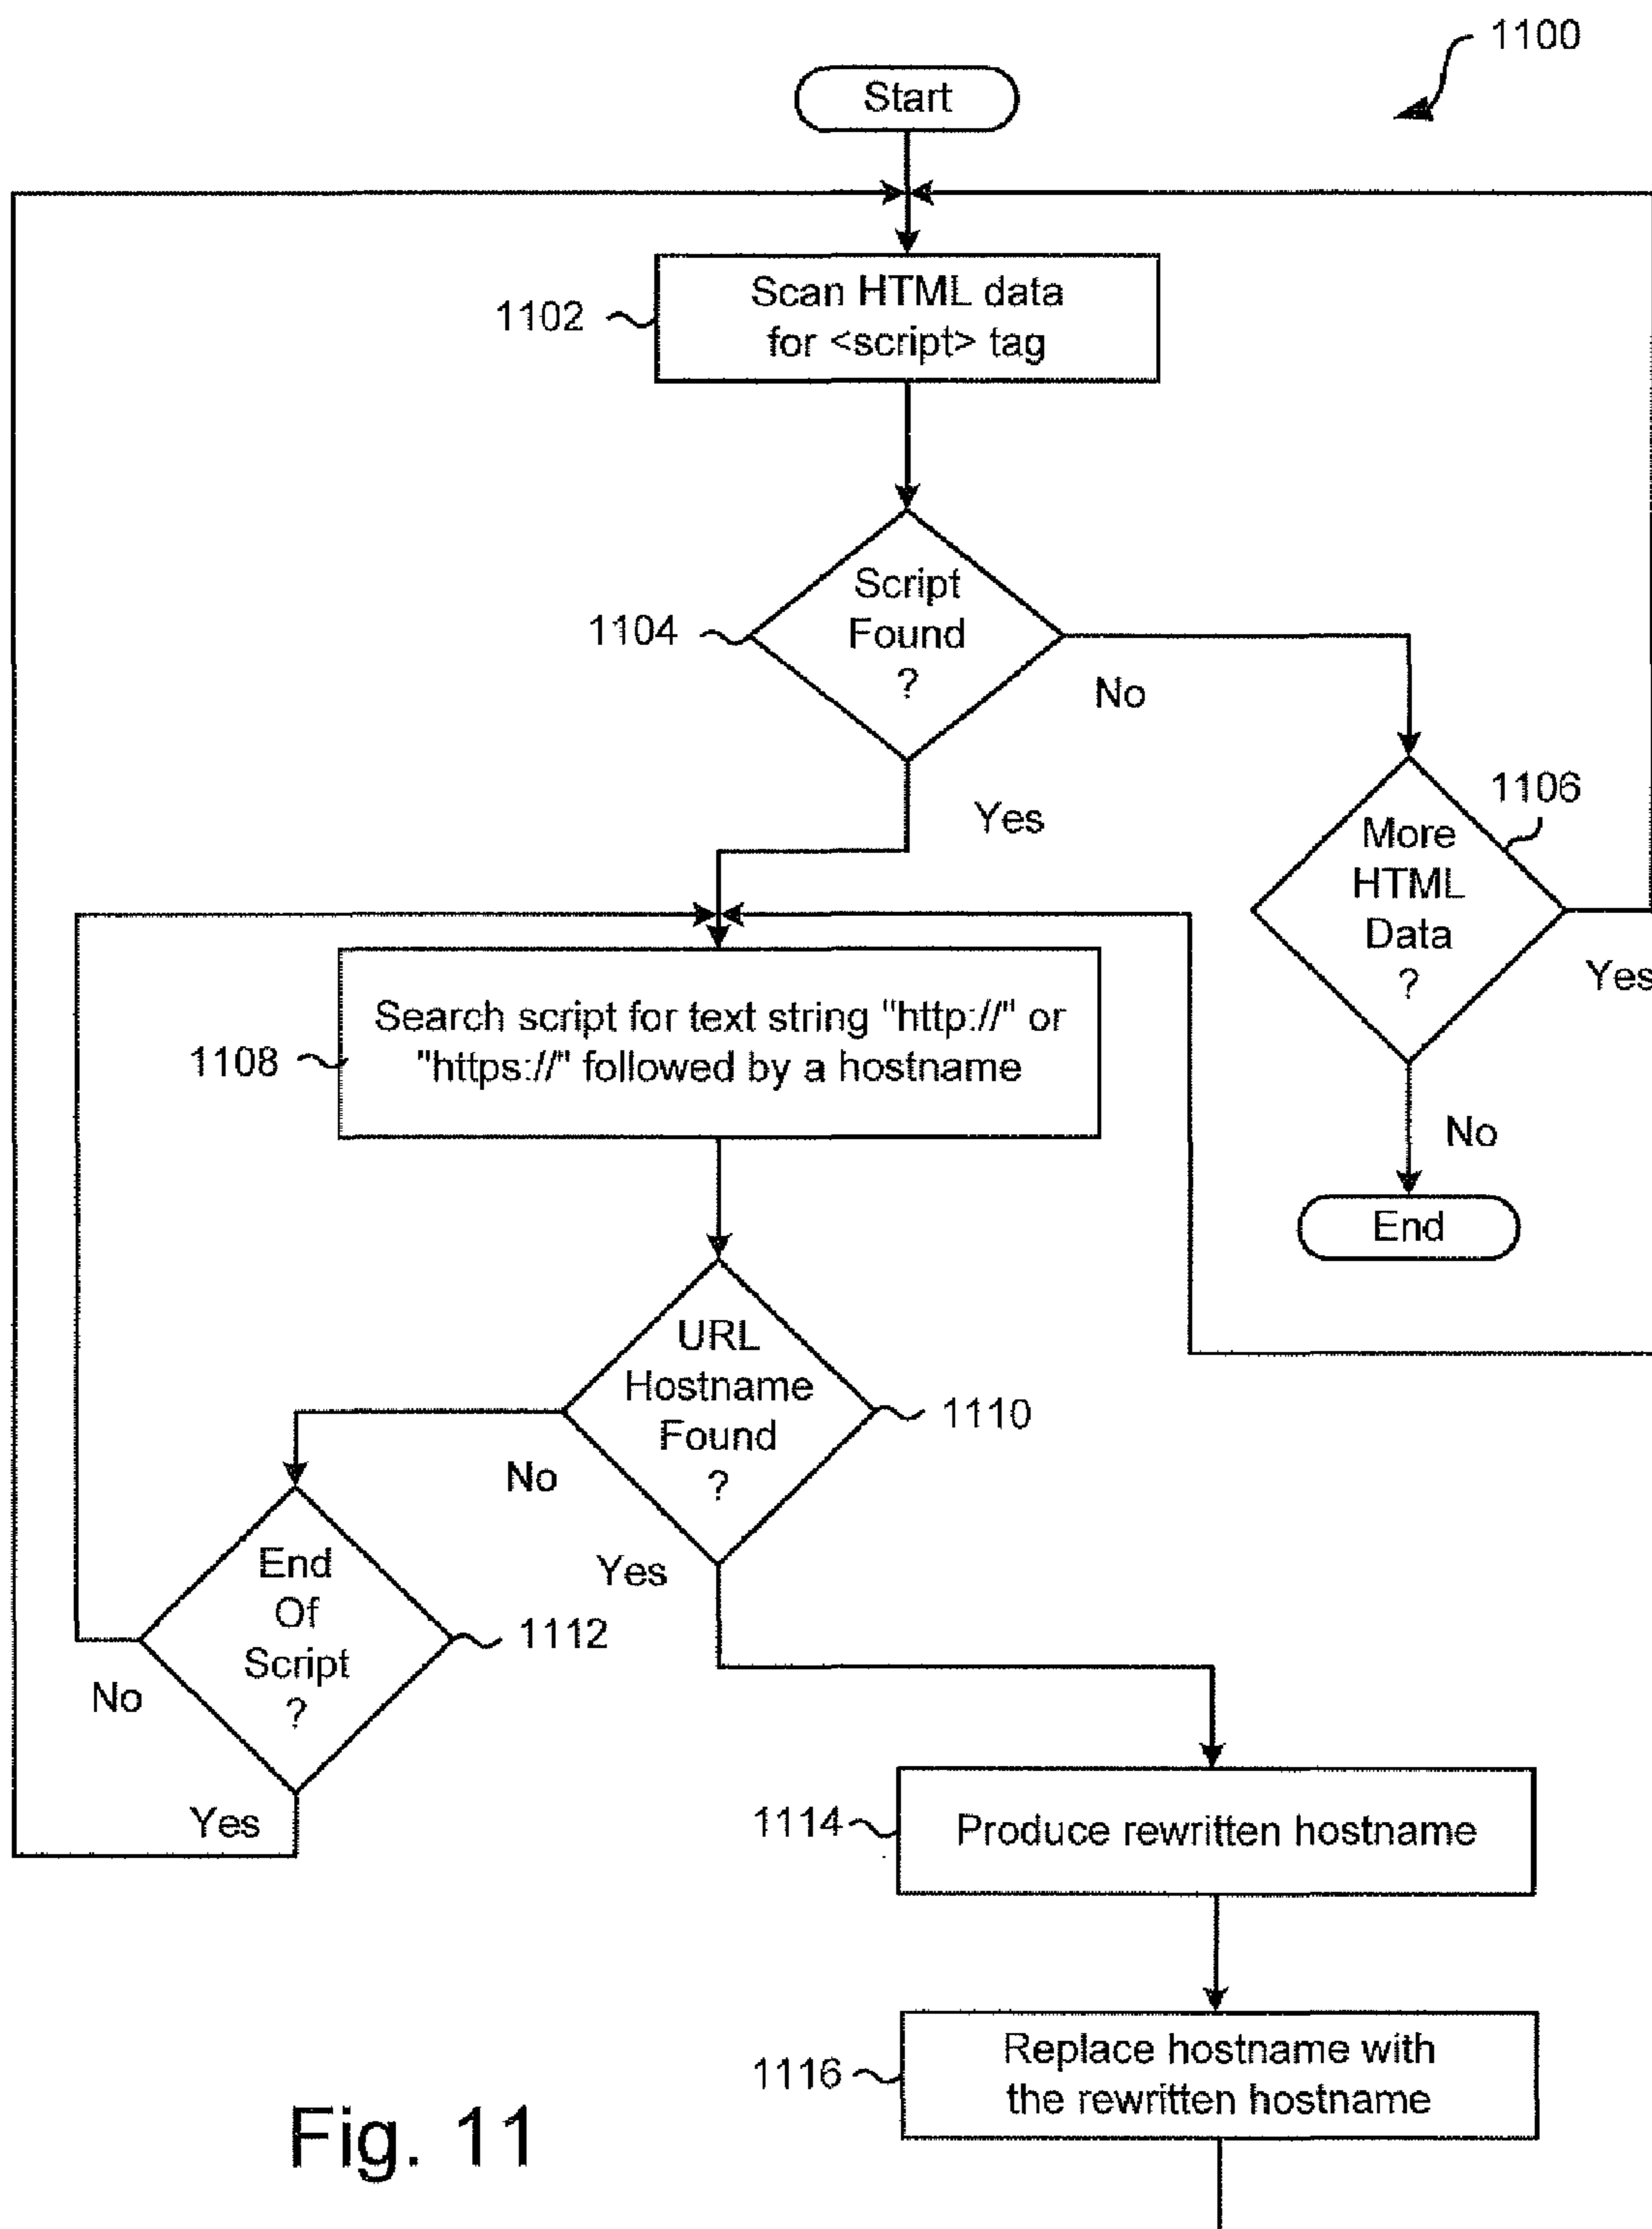 1100
Start
1102
Scan HTML data
for <script> tag
1104
Script
Found
?
No
Yes
1106
More
HTML
Data
?
Yes
No
End
1108
Search script for text string "http://" or
"https://" followed by a hostname
URL
Hostname
Found
?
1110
No
Yes
End
Of
Script
?
1112
No
Yes
1114
Produce rewritten hostname
1116
Replace hostname with
the rewritten hostname
Fig. 11